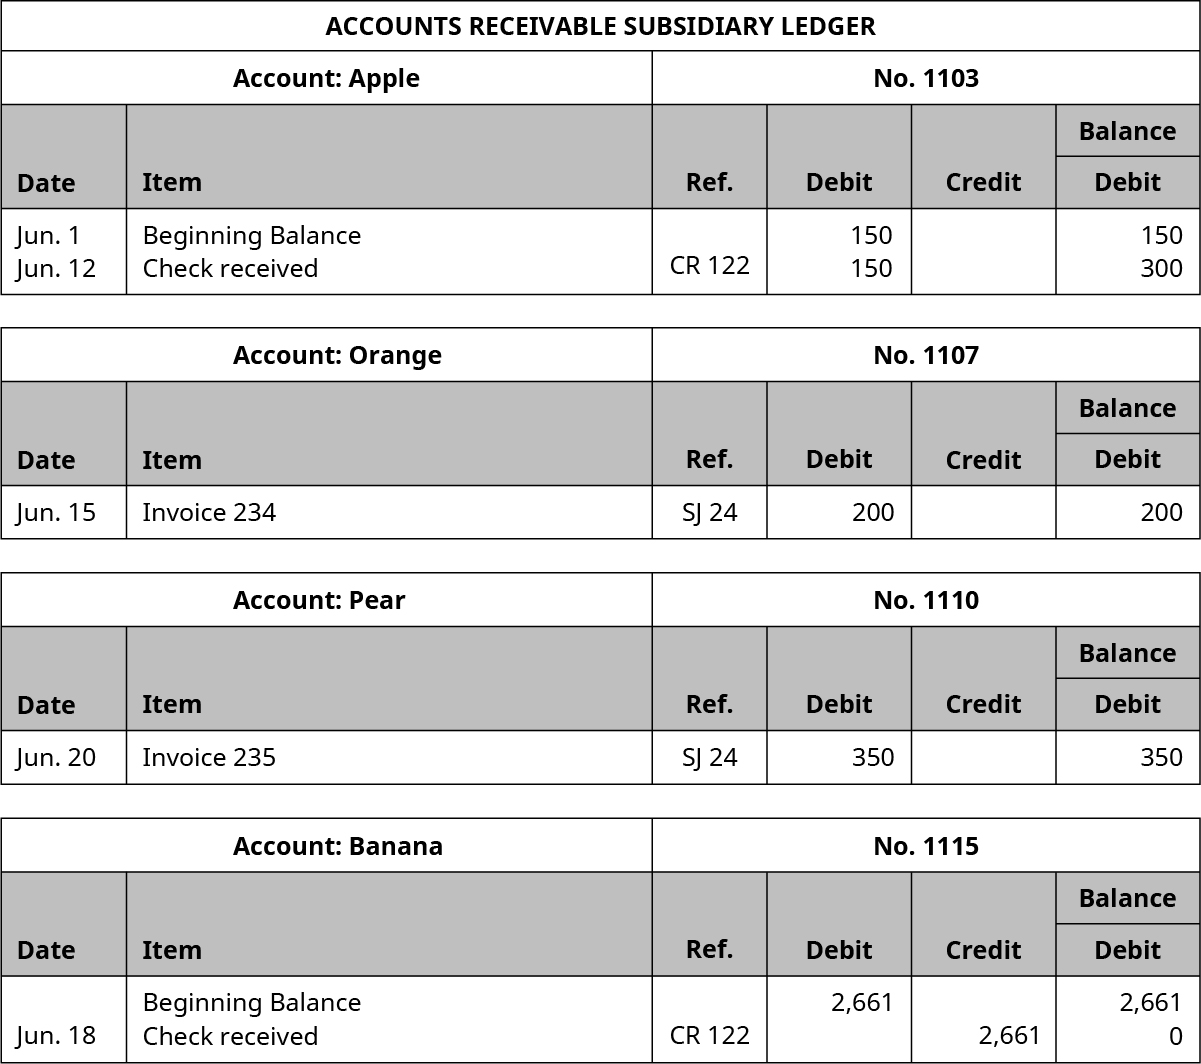 ACCOUNTS RECEIVABLE SUBSIDIARY LEDGER
Account: Apple No. 1103
Balance
Date Item Ref. Debit Credit Debit
Jun. 1 Beginning Balance 150 150
Jun. 12 Check received CR 122 150 300
Account: Orange No. 1107
Balance
Date Item Ref. Debit Credit Debit
Jun. 15 Invoice 234 SJ 24 200 200
Account: Pear No. 1110
Balance
Date Item Ref. Debit Credit Debit
Jun. 20 Invoice 235 SJ 24 350 350
Account: Banana No. 1115
Balance
Date Item Ref. Debit Credit Debit
Beginning Balance 2,661 2,661
Jun. 18 Check received CR 122 2,661 0